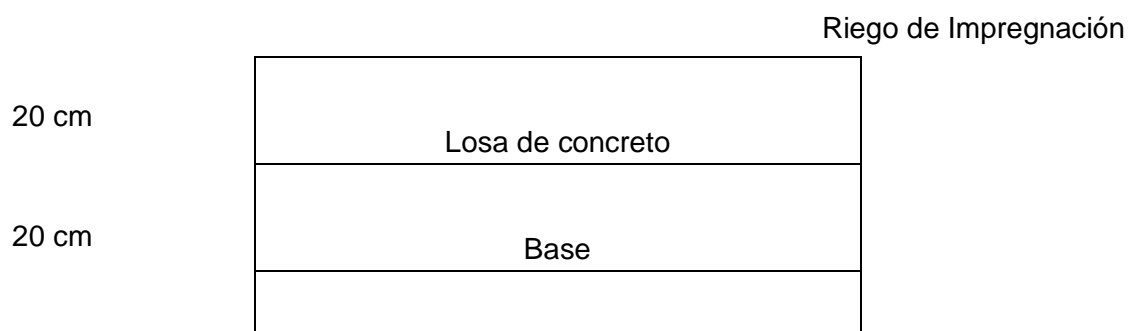 Riego de Impregnación
20 cm
Losa de concreto
20 cm
Base